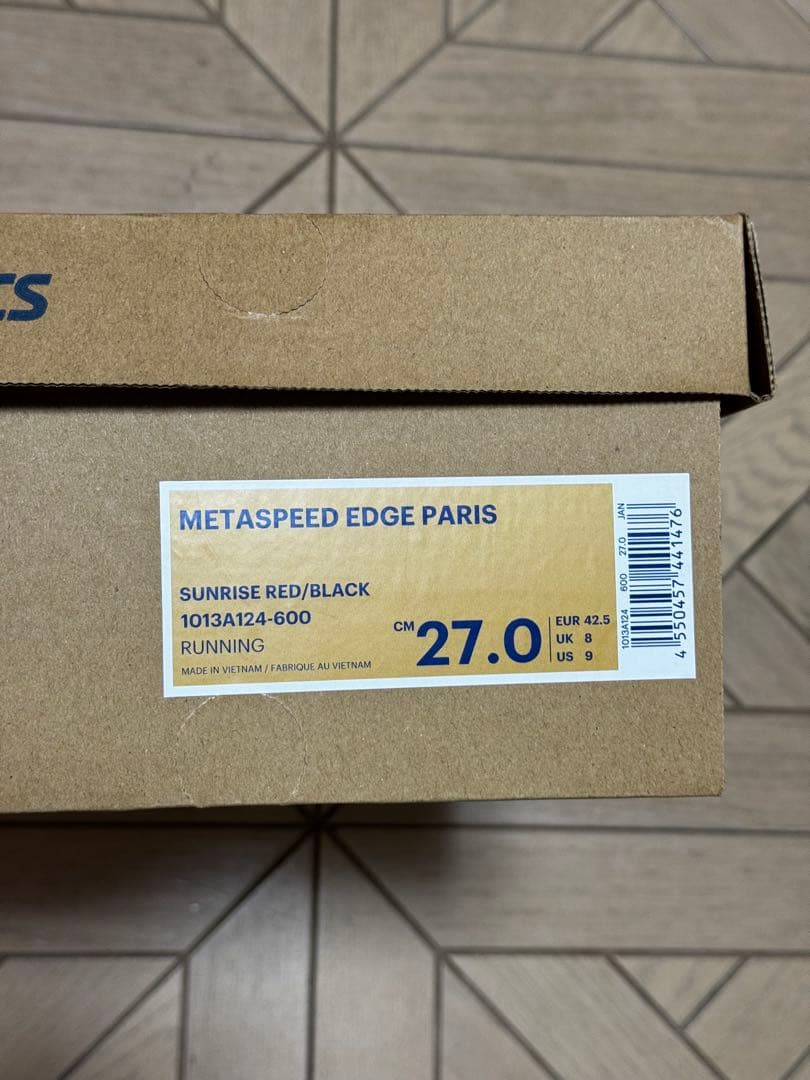 METASPEED EDGE PARIS
SUNRISE RED/BLACK
1013A124-600
RUNNING
MADE IN VIETNAM / FABRIQUE AU VIETNAM
CM 27.0
EUR 42.5
UK 8
US 9
1013A124 600 27.0 JAN
4 550457 441476